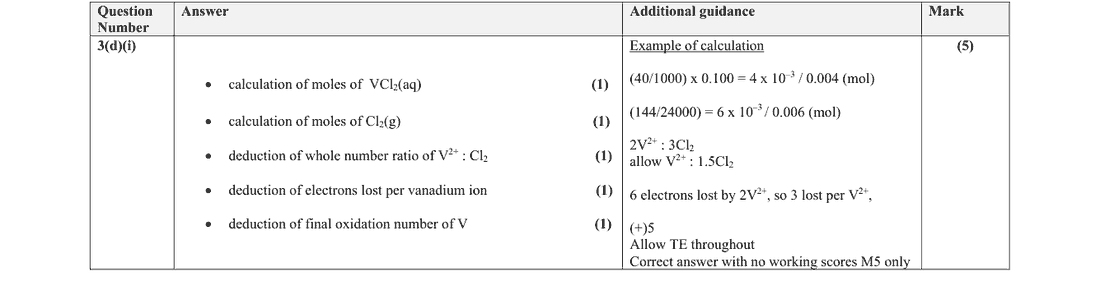 Question Number Answer Additional guidance Mark
3(d)(i) Example of calculation (5)
• calculation of moles of VCl₂(aq) (1) (40/1000) x 0.100 = 4 x 10⁻³ / 0.004 (mol)
• calculation of moles of Cl₂(g) (1) (144/24000) = 6 x 10⁻³ / 0.006 (mol)
• deduction of whole number ratio of V²⁺ : Cl₂ (1) 2V²⁺ : 3Cl₂
allow V²⁺ : 1.5Cl₂
• deduction of electrons lost per vanadium ion (1) 6 electrons lost by 2V²⁺, so 3 lost per V²⁺,
• deduction of final oxidation number of V (1) (+)5
Allow TE throughout
Correct answer with no working scores M5 only